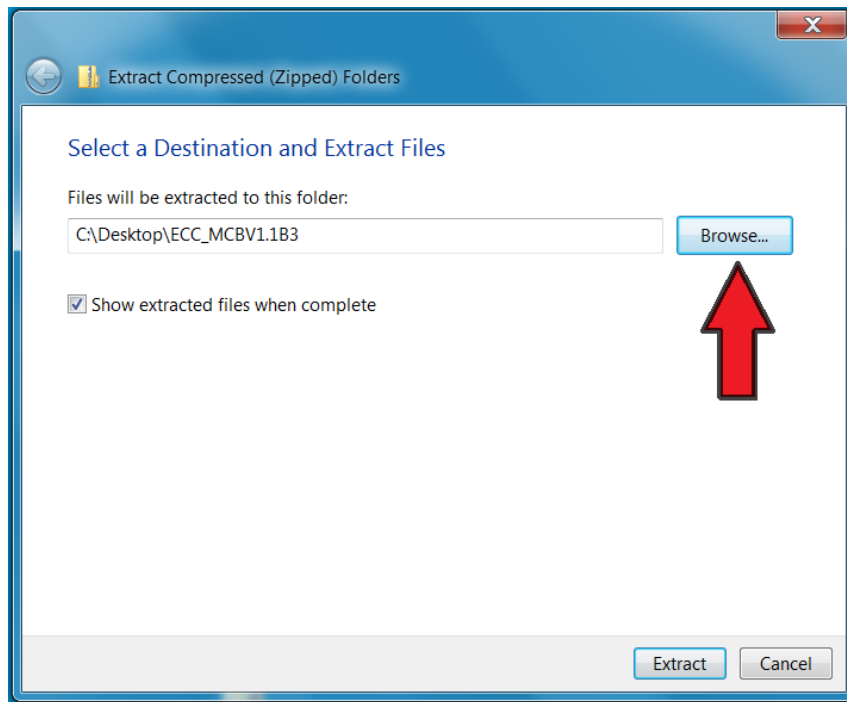 Extract Compressed (Zipped) Folders
Select a Destination and Extract Files
Files will be extracted to this folder:
C:\Desktop\ECC_MCBV1.1B3
Browse...
Show extracted files when complete
Extract
Cancel